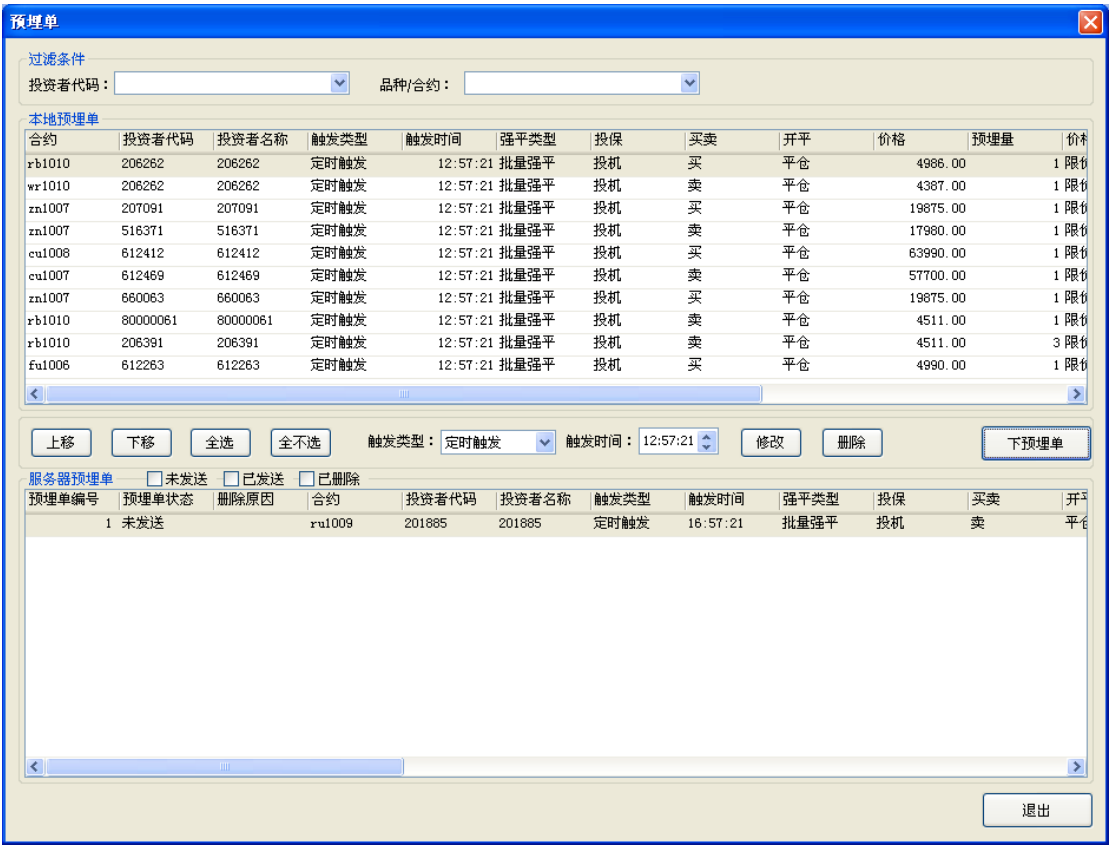 预埋单
过滤条件
投资者代码： 品种/合约：
本地预埋单
合约 投资者代码 投资者名称 触发类型 触发时间 强平类型 投保 买卖 开平 价格 预埋量
rb1010 206262 206262 定时触发 12:57:21 批量强平 投机 买 平仓 4986.00 1 限
wr1010 206262 206262 定时触发 12:57:21 批量强平 投机 卖 平仓 4387.00 1 限
zn1007 207091 207091 定时触发 12:57:21 批量强平 投机 买 平仓 19875.00 1 限
zn1007 516371 516371 定时触发 12:57:21 批量强平 投机 卖 平仓 17980.00 1 限
cu1008 612412 612412 定时触发 12:57:21 批量强平 投机 买 平仓 63990.00 1 限
cu1007 612469 612469 定时触发 12:57:21 批量强平 投机 卖 平仓 57700.00 1 限
zn1007 660063 660063 定时触发 12:57:21 批量强平 投机 买 平仓 19875.00 1 限
rb1010 80000061 80000061 定时触发 12:57:21 批量强平 投机 卖 平仓 4511.00 1 限
rb1010 206391 206391 定时触发 12:57:21 批量强平 投机 卖 平仓 4511.00 3 限
fu1006 612263 612263 定时触发 12:57:21 批量强平 投机 买 平仓 4990.00 1 限
上移 下移 全选 全不选 触发类型： 定时触发 触发时间： 12:57:21 修改 删除 下预埋单
服务器预埋单 未发送 已发送 已删除
预埋单编号 预埋单状态 删除原因 合约 投资者代码 投资者名称 触发类型 触发时间 强平类型 投保 买卖 开
1 未发送 ru1009 201885 201885 定时触发 16:57:21 批量强平 投机 卖 平
退出